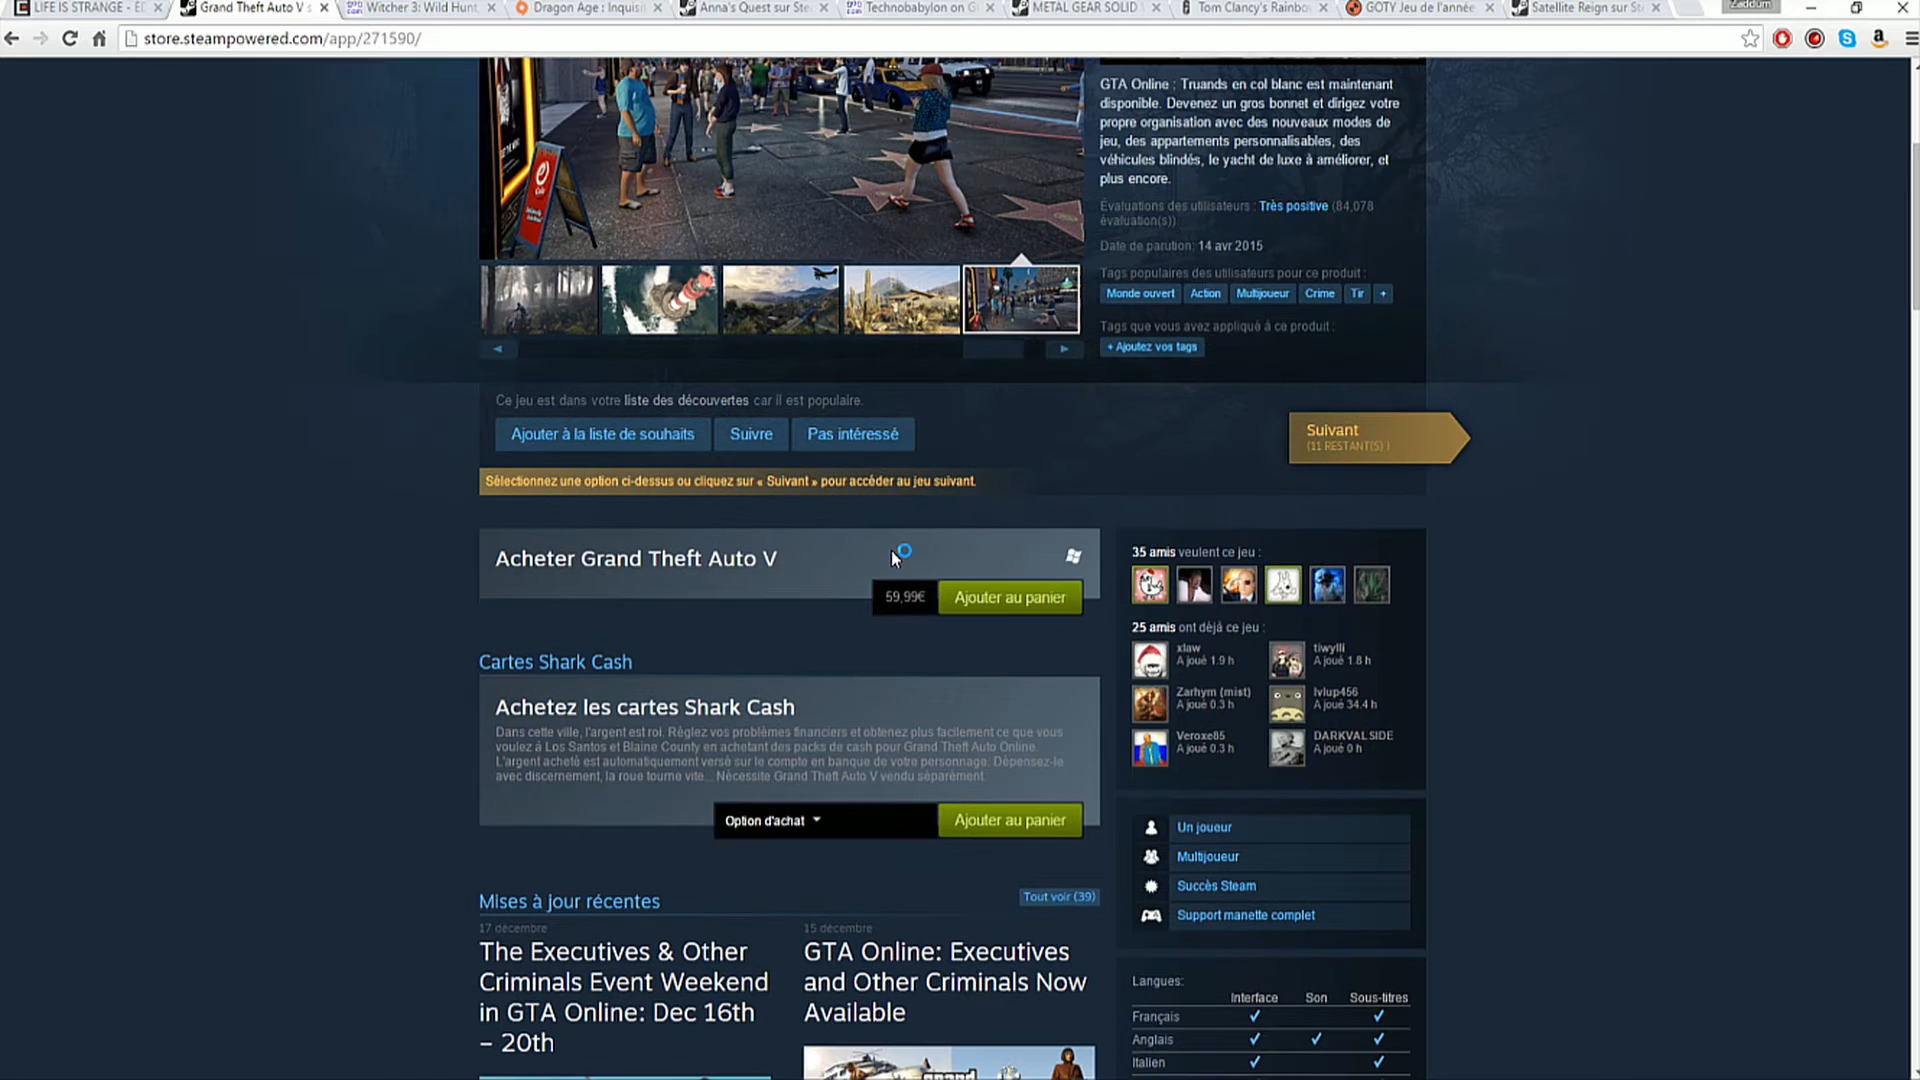 LIFE IS STRANGE - ÉD
Grand Theft Auto V s
Witcher 3: Wild Hunt,
Dragon Age : Inquisi
Anna's Quest sur Ste
Technobabylon on G
METAL GEAR SOLID V
Tom Clancy's Rainbo
GOTY Jeu de l'année
Satellite Reign sur St
Zaddum
store.steampowered.com/app/271590/
GTA Online : Truands en col blanc est maintenant
disponible. Devenez un gros bonnet et dirigez votre
propre organisation avec des nouveaux modes de
jeu, des appartements personnalisables, des
véhicules blindés, le yacht de luxe à améliorer, et
plus encore.
Évaluations des utilisateurs : Très positive (84,078
évaluation(s))
Date de parution: 14 avr 2015
Tags populaires des utilisateurs pour ce produit :
Monde ouvert Action Multijoueur Crime Tir +
Tags que vous avez appliqué à ce produit :
+ Ajoutez vos tags
Ce jeu est dans votre liste des découvertes car il est populaire.
Ajouter à la liste de souhaits Suivre Pas intéressé
Suivant
(11 RESTANT(S) )
Sélectionnez une option ci-dessus ou cliquez sur « Suivant » pour accéder au jeu suivant.
Acheter Grand Theft Auto V
59,99€ Ajouter au panier
Cartes Shark Cash
Achetez les cartes Shark Cash
Dans cette ville, l'argent est roi. Réglez vos problèmes financiers et obtenez plus facilement ce que vous
voulez à Los Santos et Blaine County en achetant des packs de cash pour Grand Theft Auto Online.
L'argent acheté est automatiquement versé sur le compte en banque de votre personnage. Dépensez-le
avec discernement, la roue tourne vite... Nécessite Grand Theft Auto V vendu séparément.
Option d'achat Ajouter au panier
Mises à jour récentes
Tout voir (39)
17 décembre
The Executives & Other
Criminals Event Weekend
in GTA Online: Dec 16th
– 20th
15 décembre
GTA Online: Executives
and Other Criminals Now
Available
grand
35 amis veulent ce jeu :
25 amis ont déjà ce jeu :
xlaw
A joué 1.9 h
tiwylli
A joué 1.8 h
Zarhym (mist)
A joué 0.3 h
lvlup456
A joué 34.4 h
Veroxe85
A joué 0.3 h
DARKVALSIDE
A joué 0 h
Un joueur
Multijoueur
Succès Steam
Support manette complet
Langues:
Interface Son Sous-titres
Français
Anglais
Italien